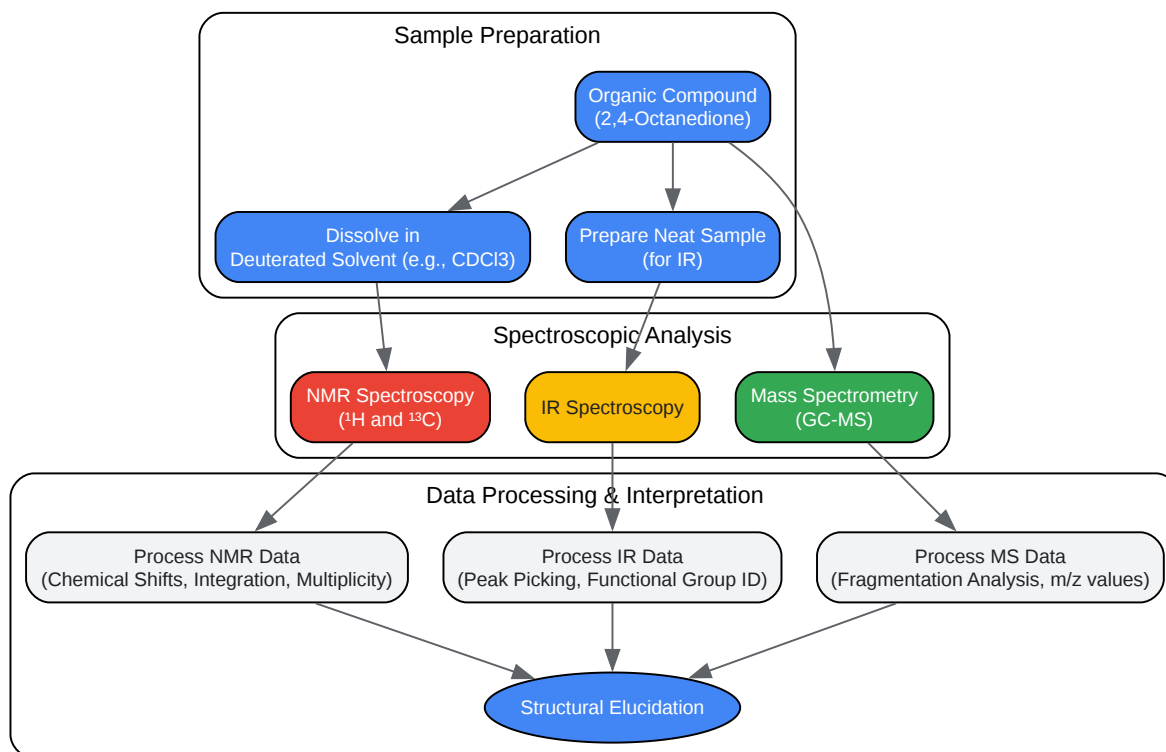 Sample Preparation
Organic Compound
(2,4-Octanedione)
Dissolve in
Deuterated Solvent (e.g., CDCl3)
Prepare Neat Sample
(for IR)
Spectroscopic Analysis
NMR Spectroscopy
(¹H and ¹³C)
IR Spectroscopy
Mass Spectrometry
(GC-MS)
Data Processing & Interpretation
Process NMR Data
(Chemical Shifts, Integration, Multiplicity)
Process IR Data
(Peak Picking, Functional Group ID)
Process MS Data
(Fragmentation Analysis, m/z values)
Structural Elucidation